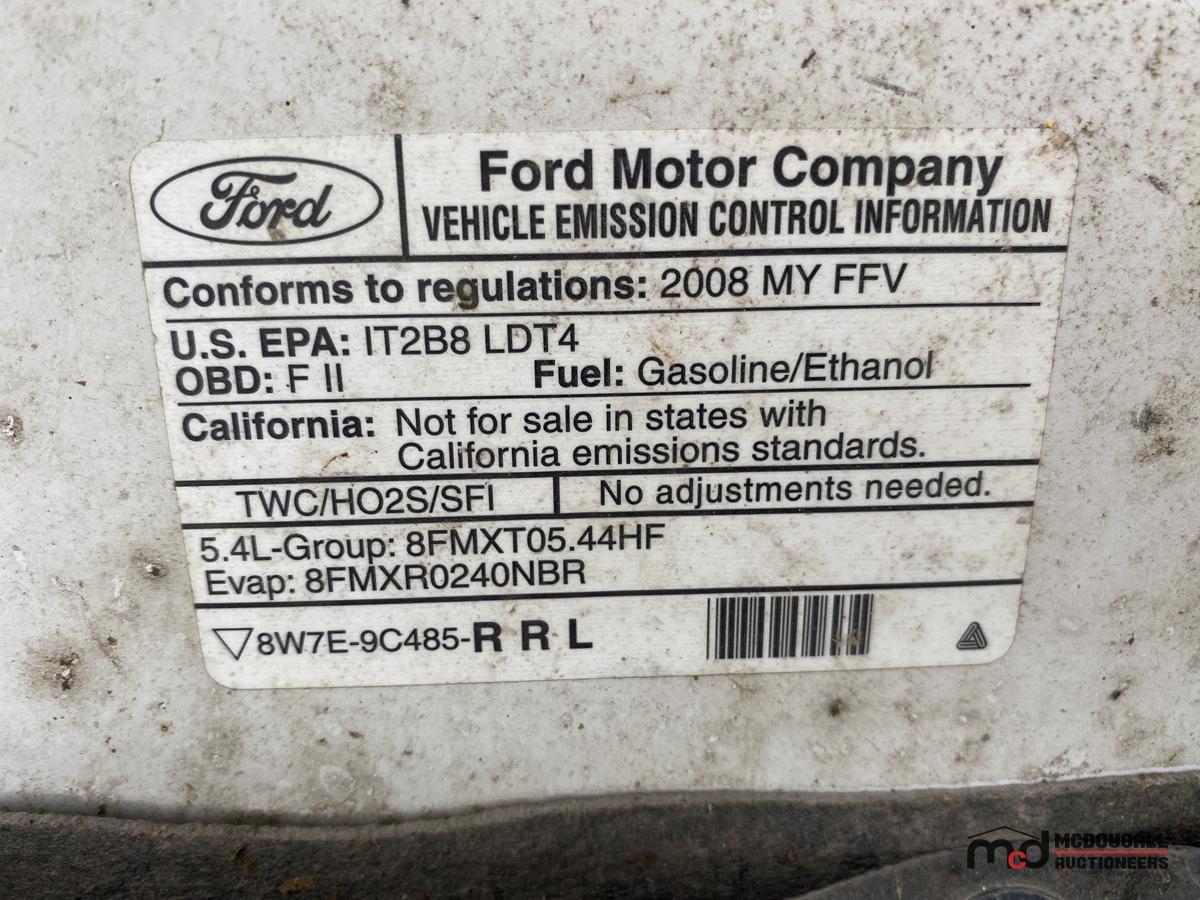 Ford
Ford Motor Company
VEHICLE EMISSION CONTROL INFORMATION
Conforms to regulations: 2008 MY FFV
U.S. EPA: IT2B8 LDT4
OBD: F II Fuel: Gasoline/Ethanol
California: Not for sale in states with
California emissions standards.
TWC/HO2S/SFI No adjustments needed.
5.4L-Group: 8FMXT05.44HF
Evap: 8FMXR0240NBR
8W7E-9C485-R R L
mcd MCDOUGALL
AUCTIONEERS